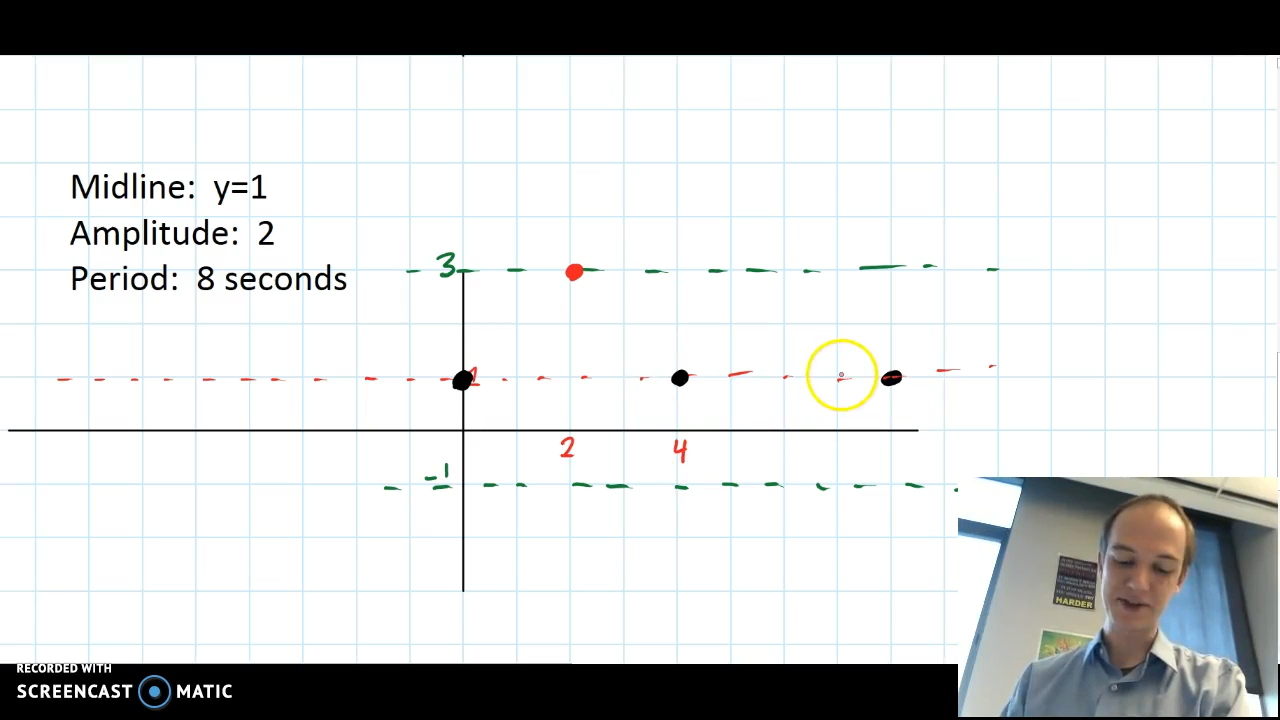 Midline: y=1
Amplitude: 2
Period: 8 seconds
3
1
2
4
-1
HARDER
RECORDED WITH
SCREENCAST MATIC